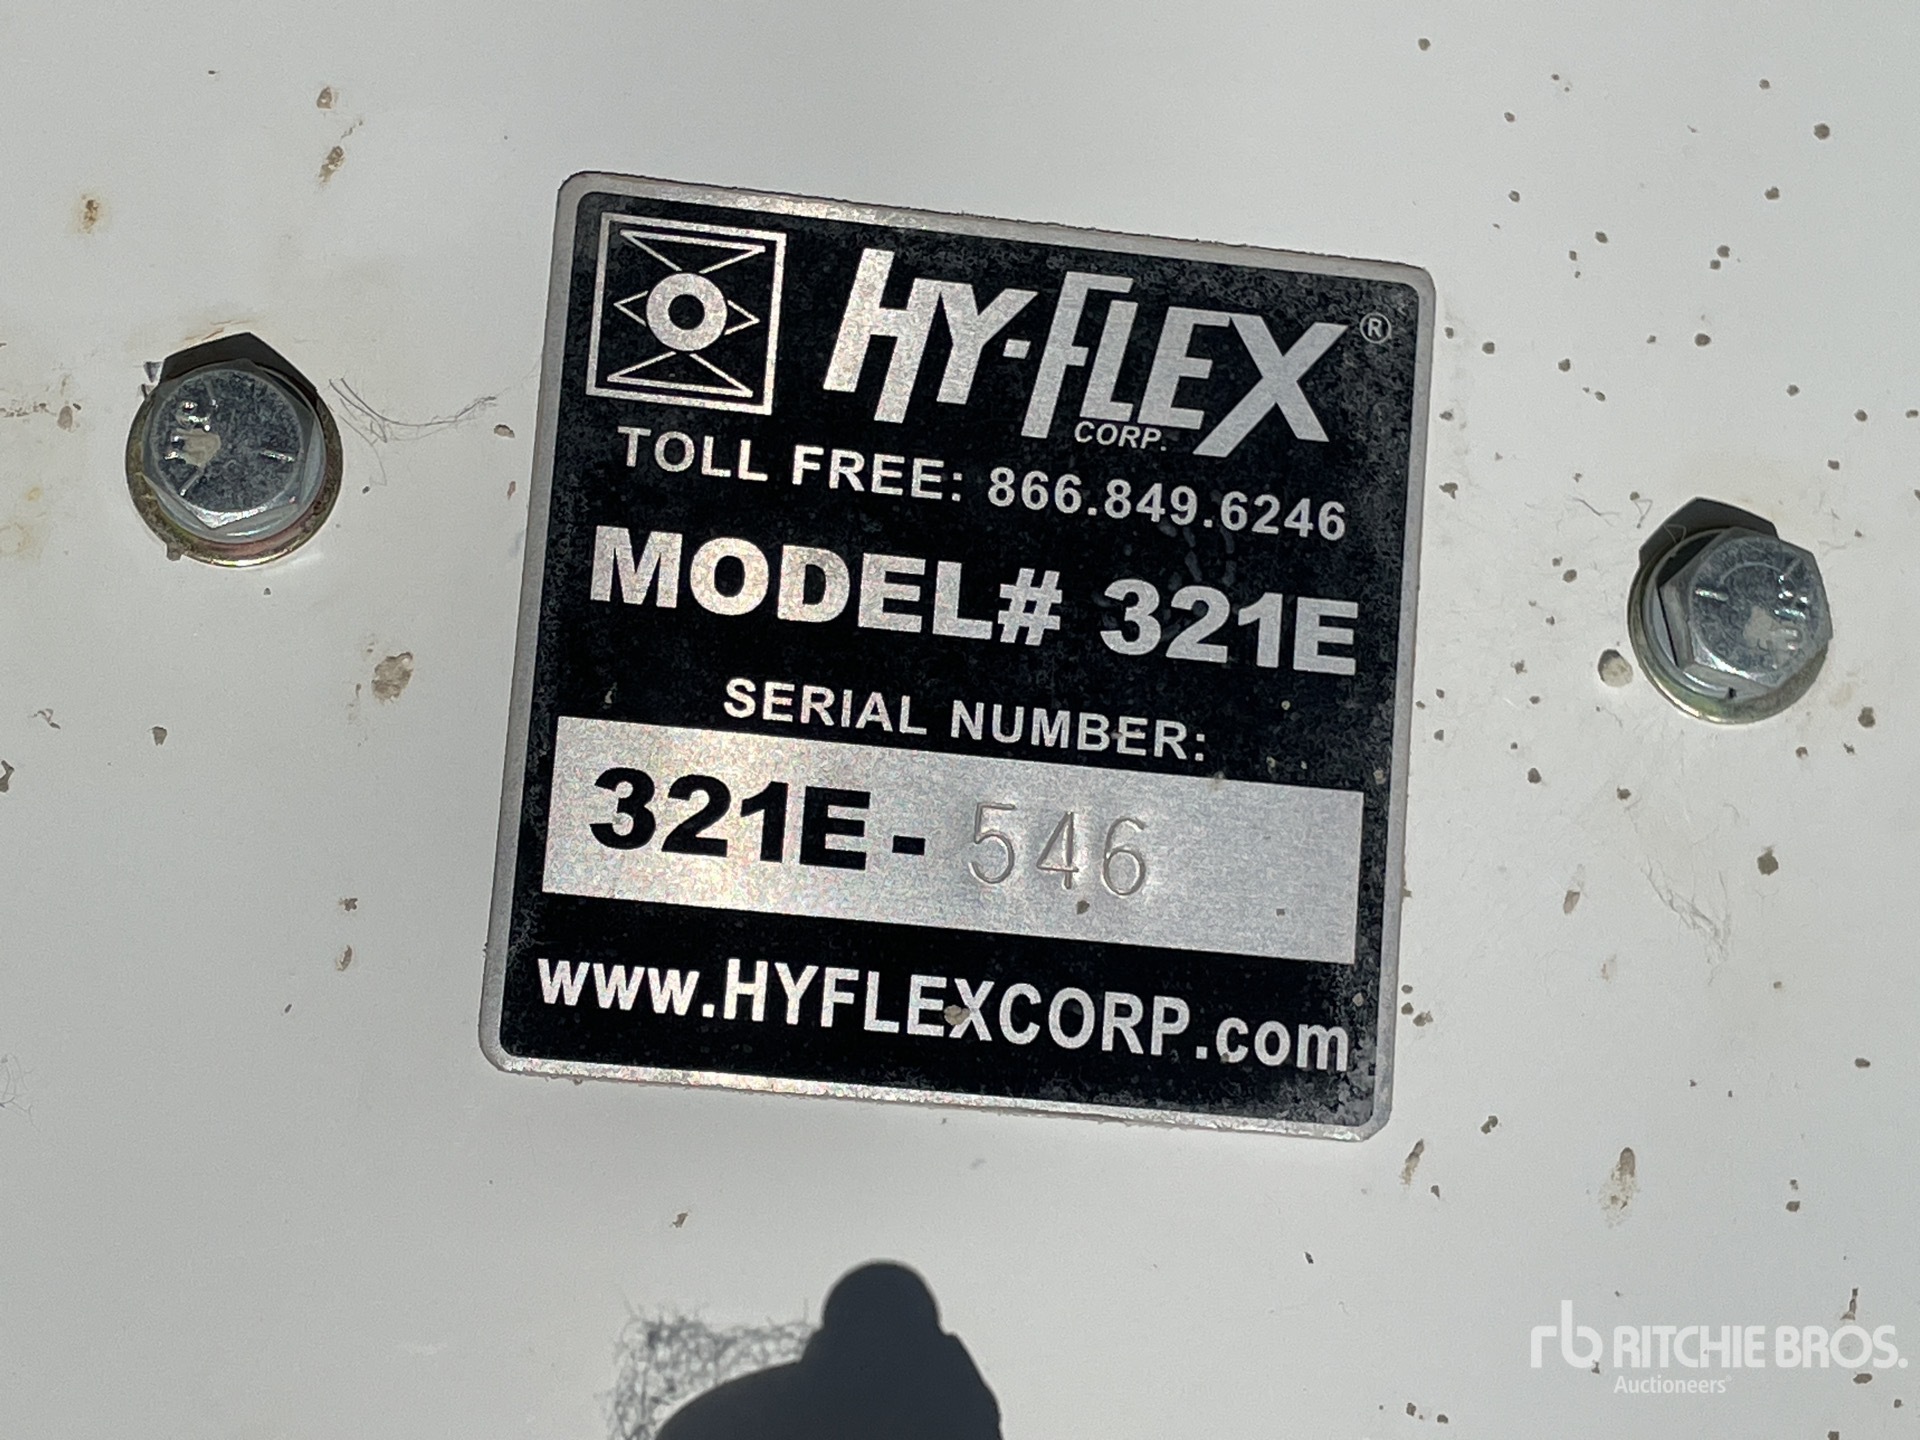 HY-FLEX®
CORP.
TOLL FREE: 866.849.6246
MODEL# 321E
SERIAL NUMBER:
321E- 546
www.HYFLEXCORP.com
rb RITCHIE BROS.
Auctioneers